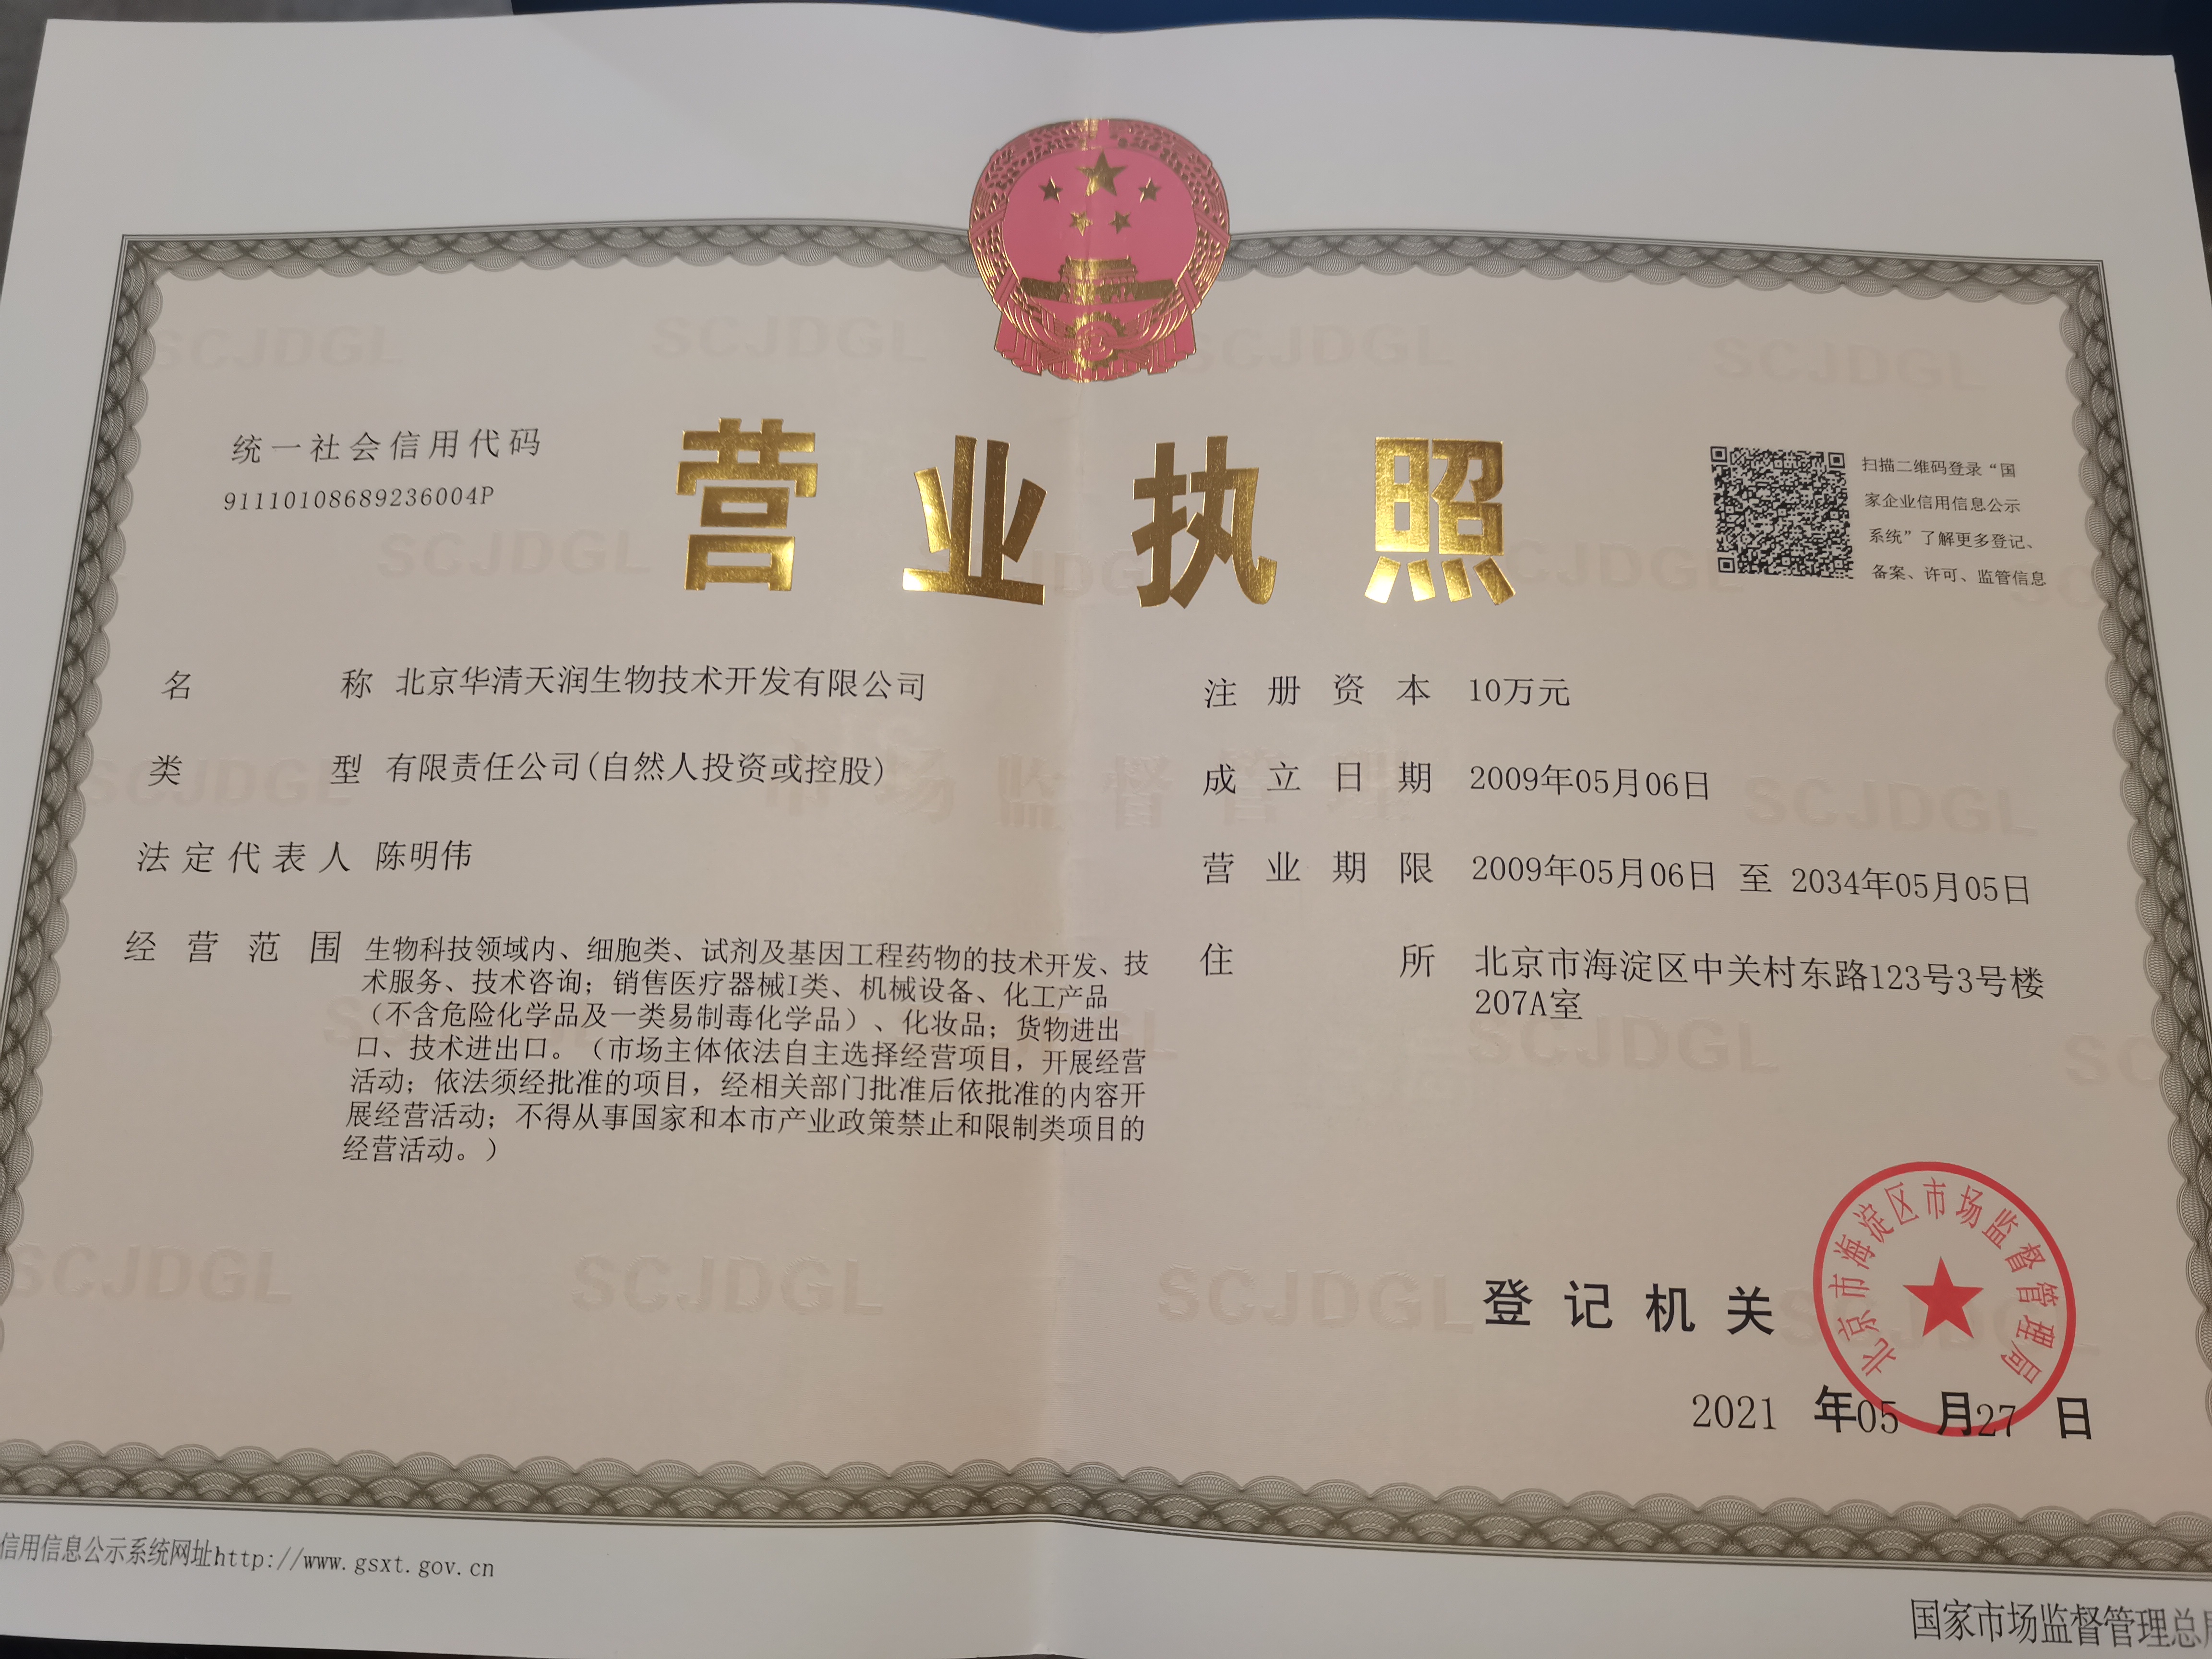 统一社会信用代码
91110108689236004P
营业执照
扫描二维码登录“国
家企业信用信息公示
系统”了解更多登记、
备案、许可、监管信息
名称 北京华清天润生物技术开发有限公司
类型 有限责任公司(自然人投资或控股)
法定代表人 陈明伟
经营范围 生物科技领域内、细胞类、试剂及基因工程药物的技术开发、技
术服务、技术咨询；销售医疗器械I类、机械设备、化工产品
（不含危险化学品及一类易制毒化学品）、化妆品；货物进出
口、技术进出口。（市场主体依法自主选择经营项目，开展经营
活动；依法须经批准的项目，经相关部门批准后依批准的内容开
展经营活动；不得从事国家和本市产业政策禁止和限制类项目的
经营活动。）
注册资本 10万元
成立日期 2009年05月06日
营业期限 2009年05月06日 至 2034年05月05日
住所 北京市海淀区中关村东路123号3号楼
207A室
登记机关
北京市海淀区市场监督管理局
2021 年05 月27 日
信用信息公示系统网址http://www.gsxt.gov.cn
国家市场监督管理总局
SCJDGL
市场监督管理